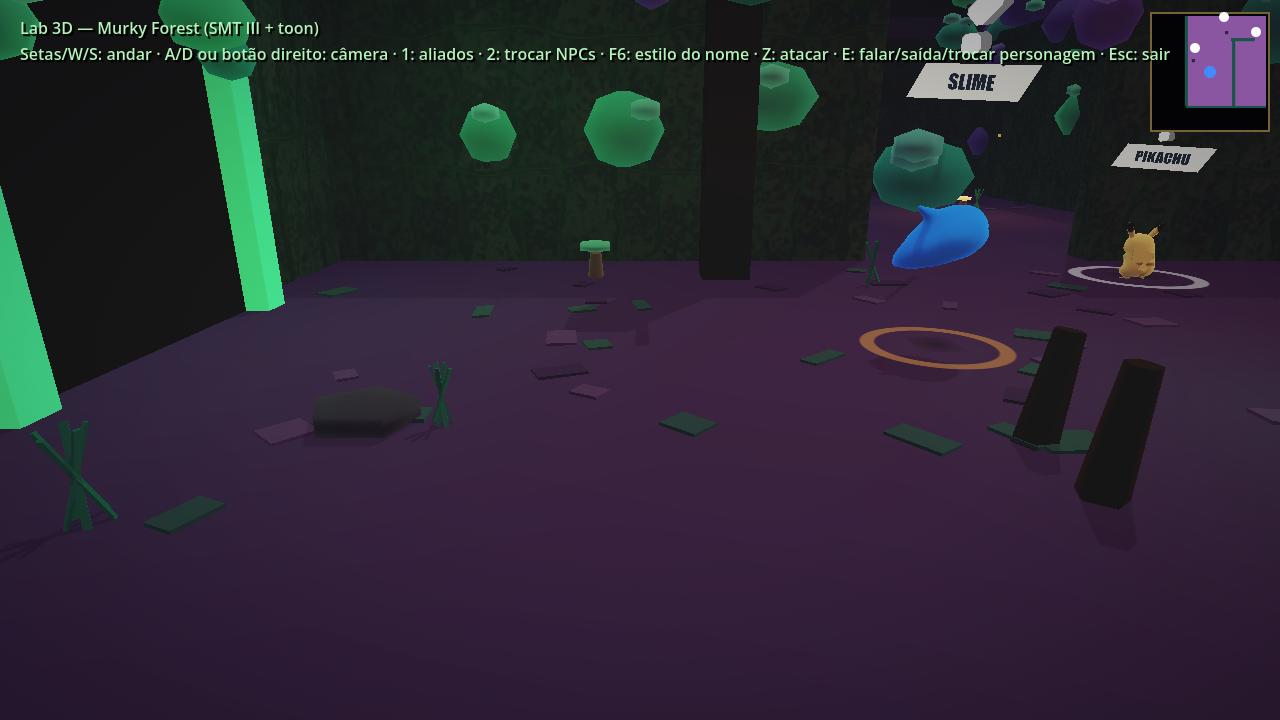 Lab 3D — Murky Forest (SMT III + toon)
Setas/W/S: andar · A/D ou botão direito: câmera · 1: aliados · 2: trocar NPCs · F6: estilo do nome · Z: atacar · E: falar/saída/trocar personagem · Esc: sair
SLIME
PIKACHU